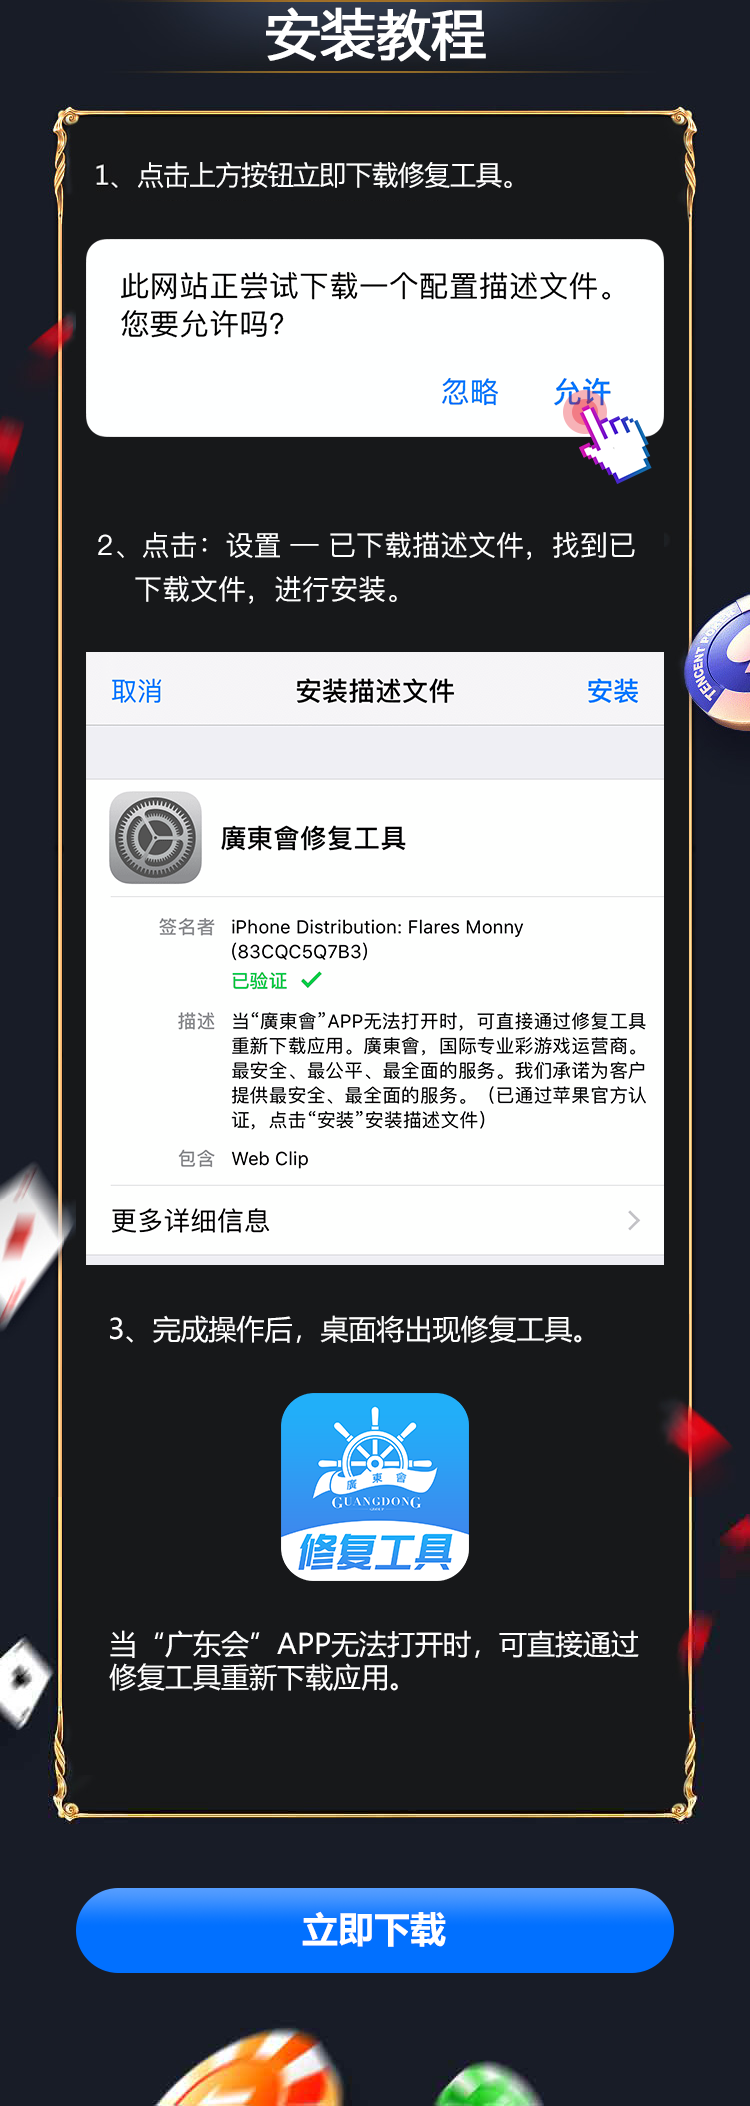 安装教程
1、点击上方按钮立即下载修复工具。
此网站正尝试下载一个配置描述文件。
您要允许吗?
忽略
允许
2、点击：设置 — 已下载描述文件，找到已
下载文件，进行安装。
TENCENT POKER
取消
安装描述文件
安装
廣東會修复工具
签名者 iPhone Distribution: Flares Monny
(83CQC5Q7B3)
已验证
描述 当“廣東會”APP无法打开时，可直接通过修复工具
重新下载应用。廣東會，国际专业彩游戏运营商。
最安全、最公平、最全面的服务。我们承诺为客户
提供最安全、最全面的服务。（已通过苹果官方认
证，点击“安装”安装描述文件）
包含 Web Clip
更多详细信息
3、完成操作后，桌面将出现修复工具。
廣東會
GUANGDONG
修复工具
当“广东会”APP无法打开时，可直接通过
修复工具重新下载应用。
立即下载